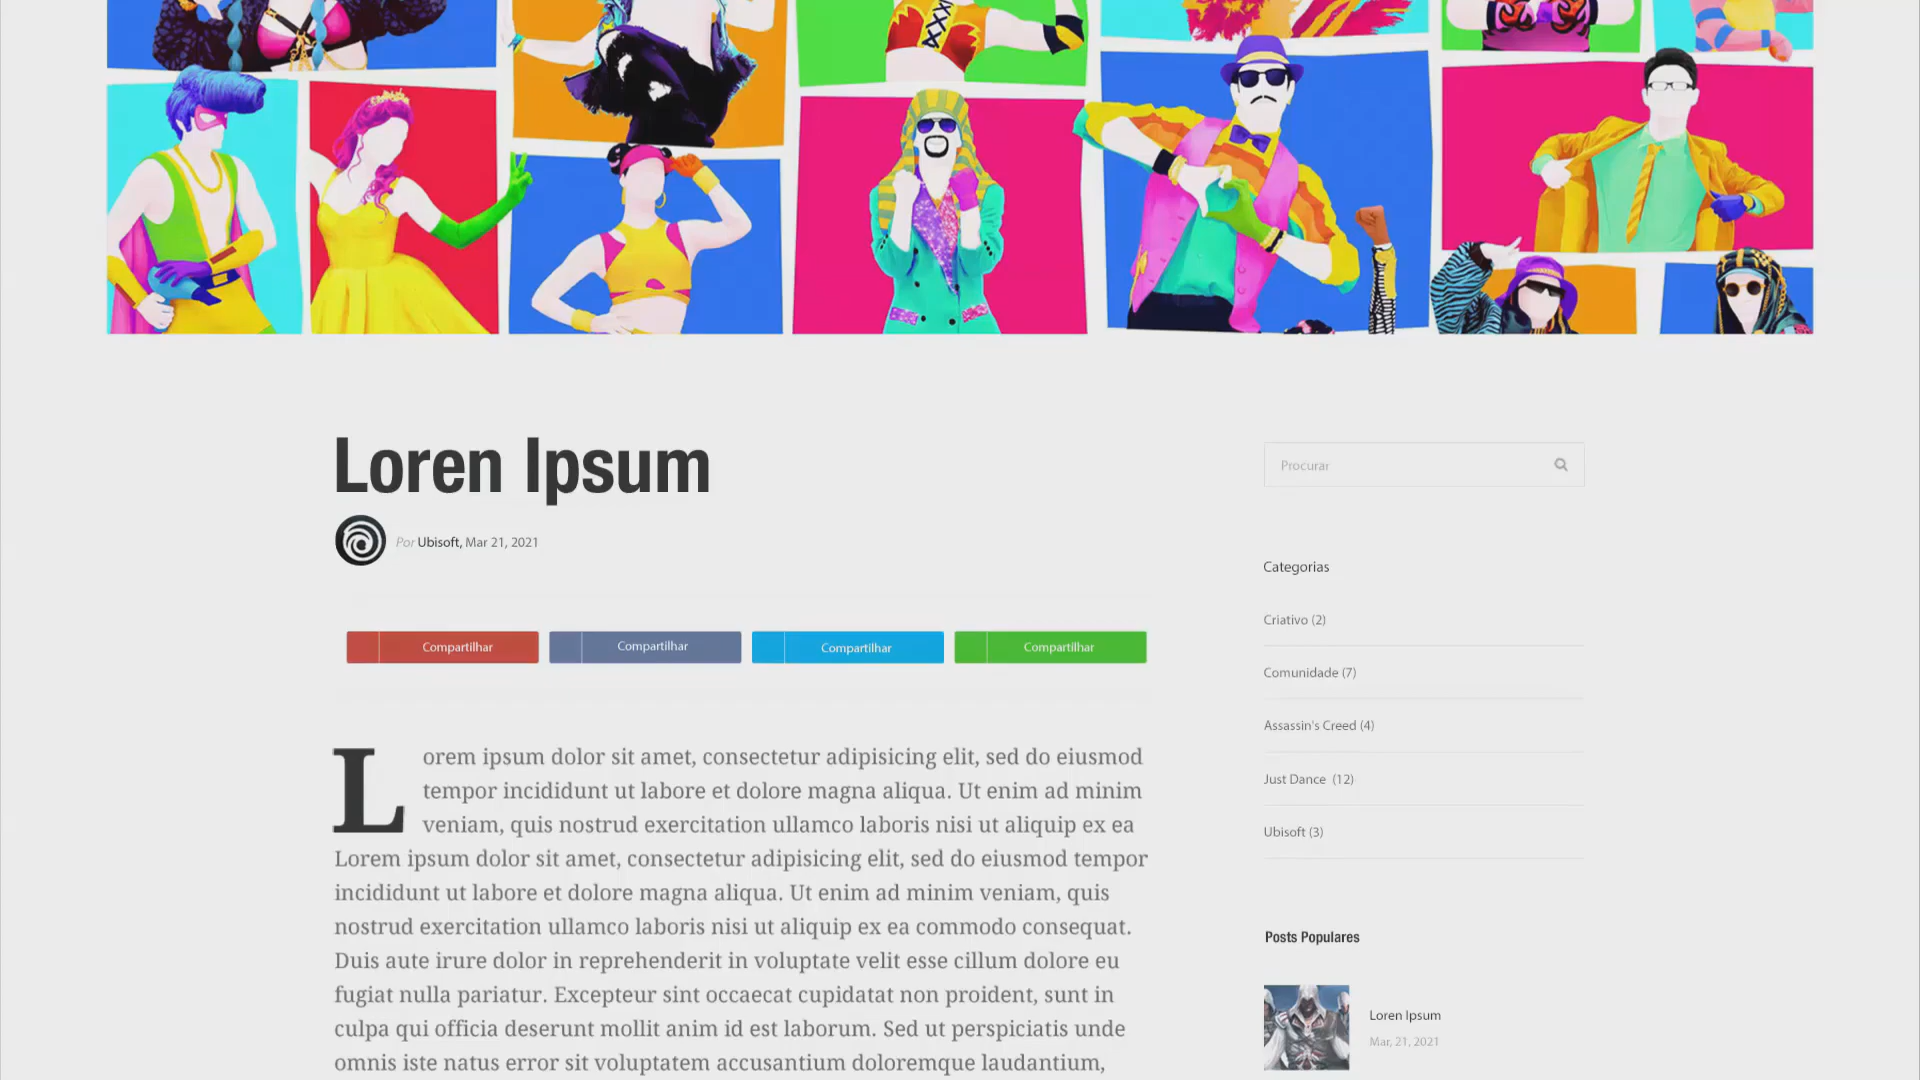 Loren Ipsum
Por Ubisoft, Mar 21, 2021
Compartilhar
Compartilhar
Compartilhar
Compartilhar
Lorem ipsum dolor sit amet, consectetur adipisicing elit, sed do eiusmod
tempor incididunt ut labore et dolore magna aliqua. Ut enim ad minim
veniam, quis nostrud exercitation ullamco laboris nisi ut aliquip ex ea
Lorem ipsum dolor sit amet, consectetur adipisicing elit, sed do eiusmod tempor
incididunt ut labore et dolore magna aliqua. Ut enim ad minim veniam, quis
nostrud exercitation ullamco laboris nisi ut aliquip ex ea commodo consequat.
Duis aute irure dolor in reprehenderit in voluptate velit esse cillum dolore eu
fugiat nulla pariatur. Excepteur sint occaecat cupidatat non proident, sunt in
culpa qui officia deserunt mollit anim id est laborum. Sed ut perspiciatis unde
omnis iste natus error sit voluptatem accusantium doloremque laudantium,
Procurar
Categorias
Criativo (2)
Comunidade (7)
Assassin's Creed (4)
Just Dance (12)
Ubisoft (3)
Posts Populares
Loren Ipsum
Mar, 21, 2021